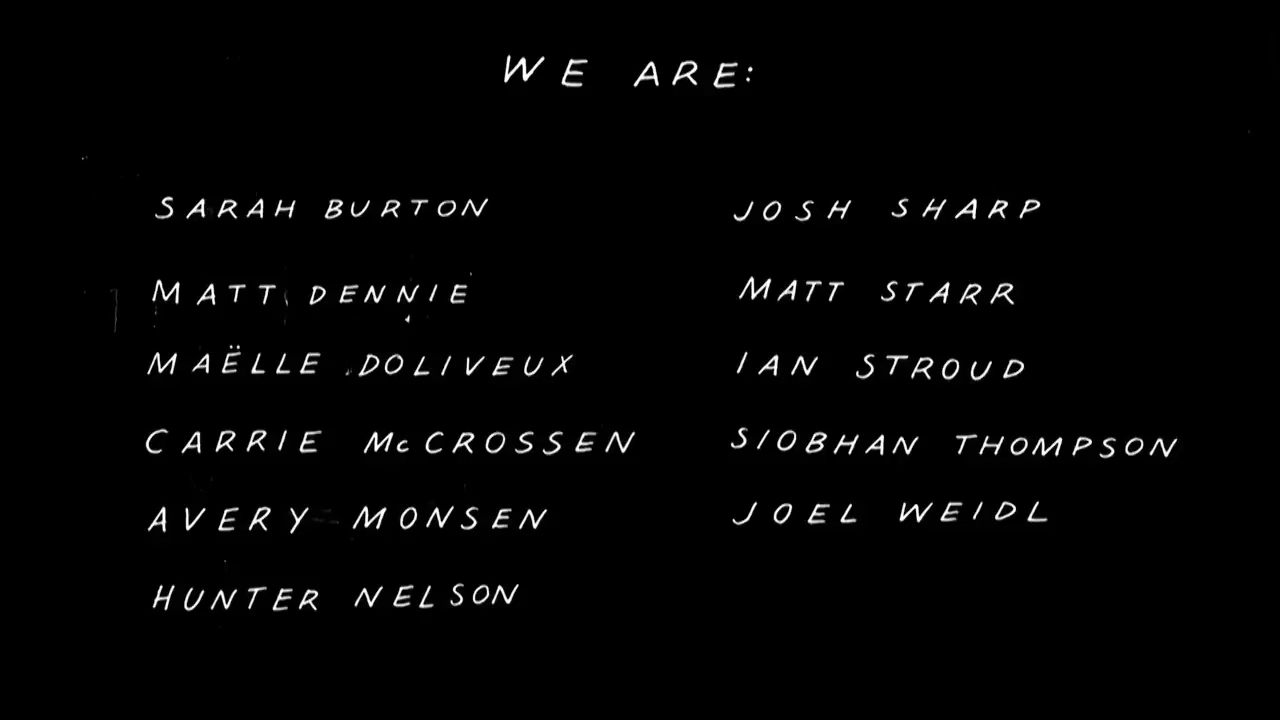 WE ARE:
SARAH BURTON
MATT DENNIE
MAËLLE DOLIVEUX
CARRIE McCROSSEN
AVERY MONSEN
HUNTER NELSON
JOSH SHARP
MATT STARR
IAN STROUD
SIOBHAN THOMPSON
JOEL WEIDL